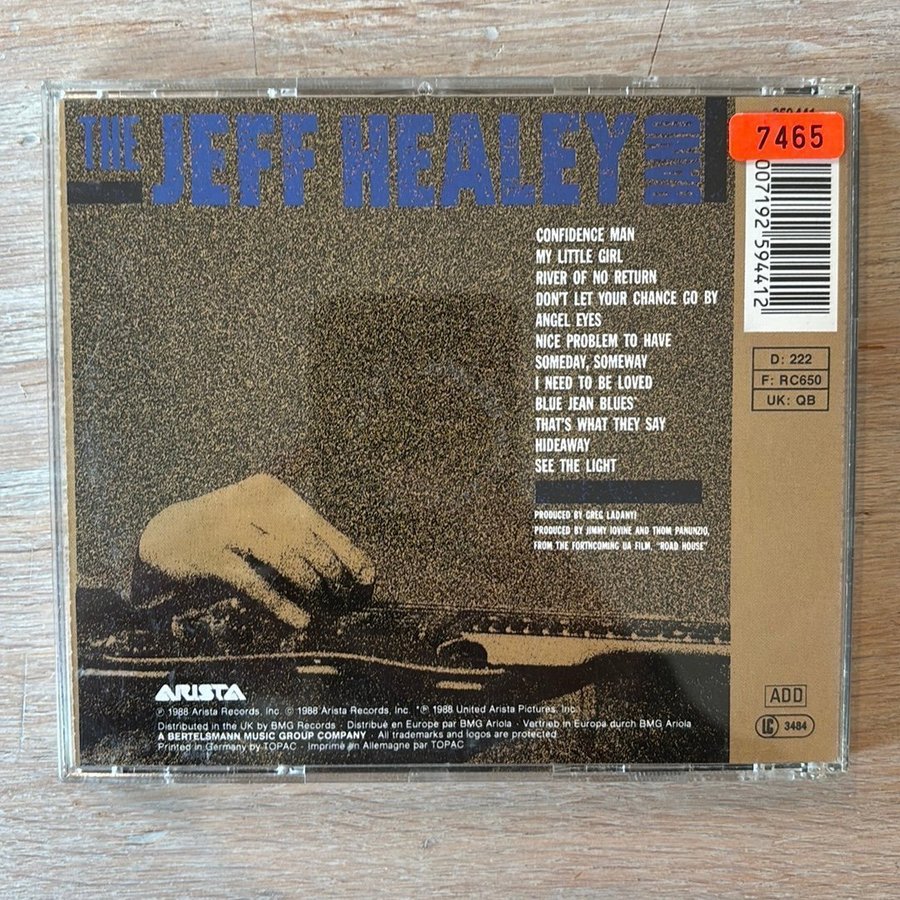 THE JEFF HEALEY BAND
7465
007192 594412
CONFIDENCE MAN
MY LITTLE GIRL
RIVER OF NO RETURN
DON'T LET YOUR CHANCE GO BY
ANGEL EYES
NICE PROBLEM TO HAVE
SOMEDAY, SOMEWAY
I NEED TO BE LOVED
BLUE JEAN BLUES*
THAT'S WHAT THEY SAY
HIDEAWAY
SEE THE LIGHT
D: 222
F: RC650
UK: QB
PRODUCED BY GREG LADANYI
*PRODUCED BY JIMMY IOVINE AND THOM PANUNZIO,
FROM THE FORTHCOMING UA FILM, "ROAD HOUSE"
ARISTA
℗ 1988 Arista Records, Inc. © 1988 Arista Records, Inc. *℗ 1988 United Artists Pictures, Inc.
Distributed in the UK by BMG Records · Distribué en Europe par BMG Ariola · Vertrieb in Europa durch BMG Ariola
A BERTELSMANN MUSIC GROUP COMPANY · All trademarks and logos are protected
Printed in Germany by TOPAC · Imprimé en Allemagne par TOPAC
ADD
LC 3484